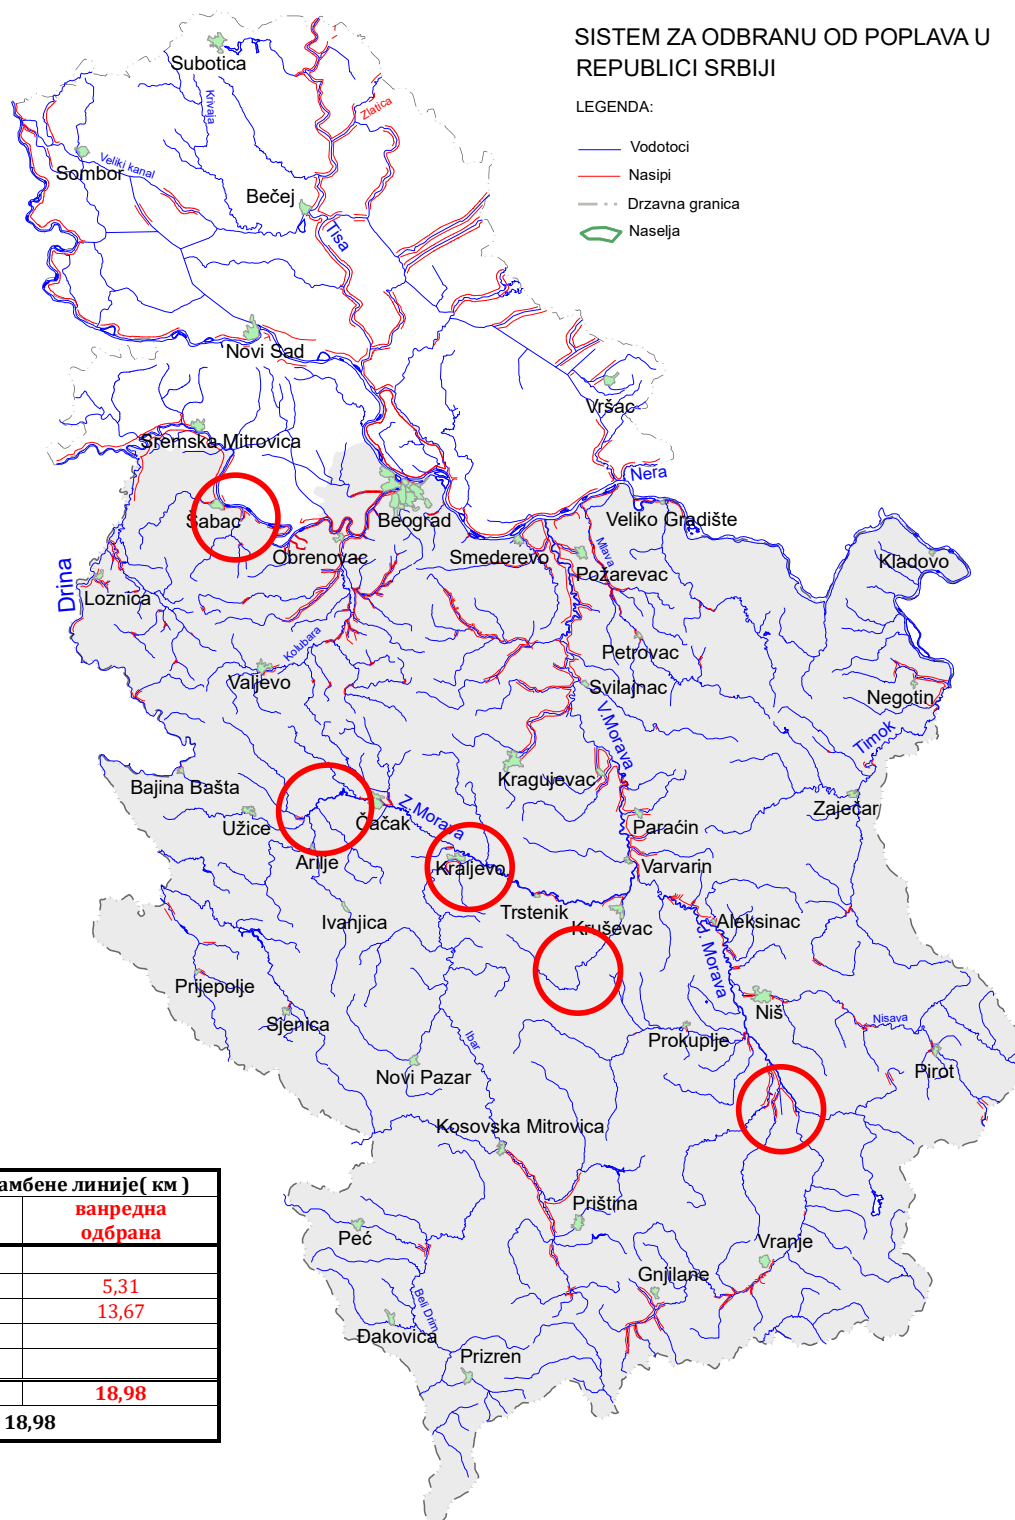 SISTEM ZA ODBRANU OD POPLAVA U
REPUBLICI SRBIJI
LEGENDA:
Vodotoci
Nasipi
Drzavna granica
Naselja
Subotica
Krivaja
Zlatica
Sombor
Veliki kanal
Bečej
Tisa
Novi Sad
Vršac
Sremska Mitrovica
Nera
Šabac
Beograd
Veliko Gradište
Obrenovac
Smederevo
Mlava
Kladovo
Drina
Požarevac
Loznica
Kolubara
Petrovac
Valjevo
Svilajnac
Negotin
V.Morava
Timok
Bajina Bašta
Kragujevac
Z.Morava
Zaječar
Užice
Čačak
Paraćin
Arilje
Kraljevo
Varvarin
Ivanjica
Trstenik
Kruševac
Aleksinac
J. Morava
Prijepolje
Niš
Sjenica
Nisava
Ibar
Prokuplje
Pirot
Novi Pazar
Kosovska Mitrovica
Priština
Peć
Vranje
Gnjilane
Beli Drim
Đakovica
Prizren
амбене линије( км )
ванредна
одбрана
5,31
13,67
18,98
18,98